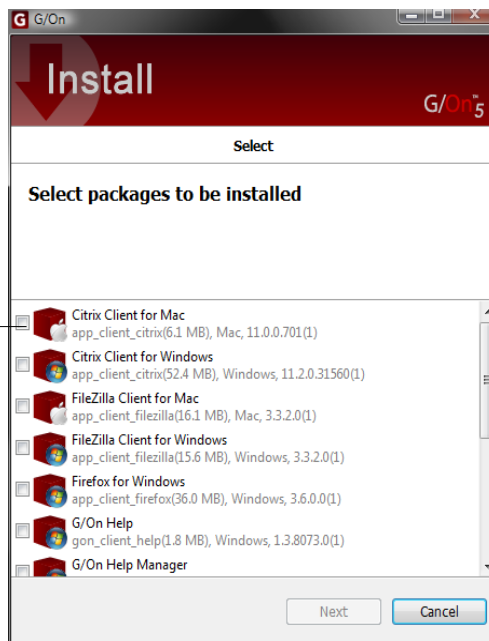 G G/On
Install
G/On™5
Select
Select packages to be installed
Citrix Client for Mac
app_client_citrix(6.1 MB), Mac, 11.0.0.701(1)
Citrix Client for Windows
app_client_citrix(52.4 MB), Windows, 11.2.0.31560(1)
FileZilla Client for Mac
app_client_filezilla(16.1 MB), Mac, 3.3.2.0(1)
FileZilla Client for Windows
app_client_filezilla(15.6 MB), Windows, 3.3.2.0(1)
Firefox for Windows
app_client_firefox(36.0 MB), Windows, 3.6.0.0(1)
G/On Help
gon_client_help(1.8 MB), Windows, 1.3.8073.0(1)
G/On Help Manager
Next
Cancel